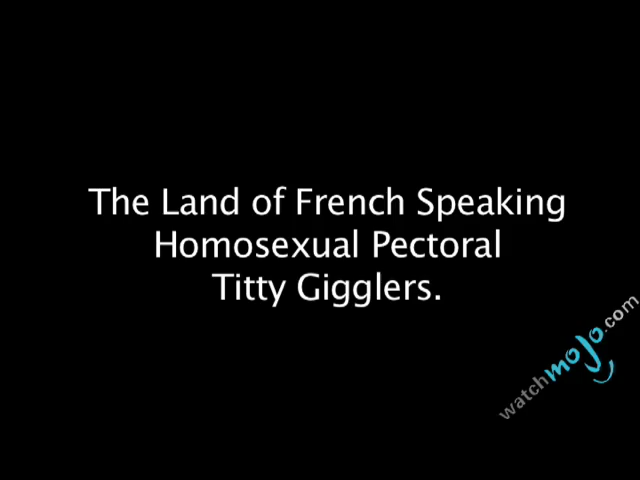 The Land of French Speaking
Homosexual Pectoral
Titty Gigglers.
watchmojo.com